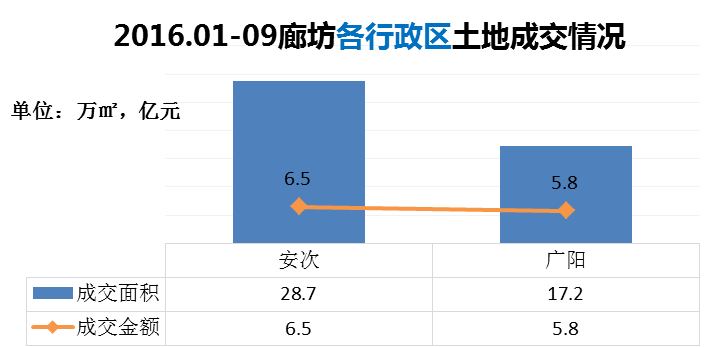 2016.01-09廊坊各行政区土地成交情况
单位：万㎡，亿元
6.5
5.8
安次 广阳
成交面积 28.7 17.2
成交金额 6.5 5.8